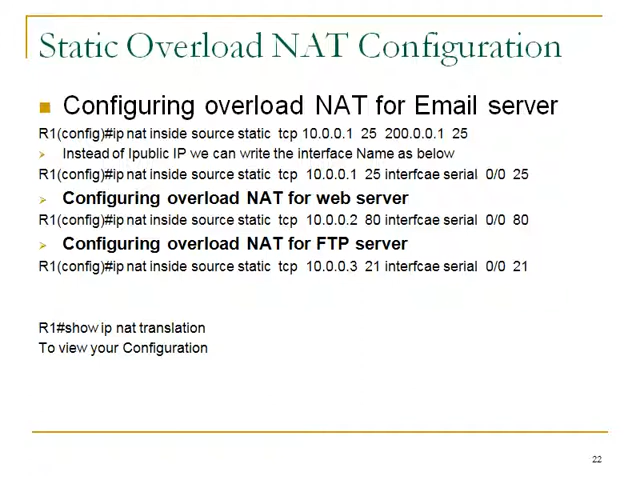 Static Overload NAT Configuration
Configuring overload NAT for Email server
R1(config)#ip nat inside source static tcp 10.0.0.1 25 200.0.0.1 25
Instead of Ipublic IP we can write the interface Name as below
R1(config)#ip nat inside source static tcp 10.0.0.1 25 interfcae serial 0/0 25
Configuring overload NAT for web server
R1(config)#ip nat inside source static tcp 10.0.0.2 80 interfcae serial 0/0 80
Configuring overload NAT for FTP server
R1(config)#ip nat inside source static tcp 10.0.0.3 21 interfcae serial 0/0 21
R1#show ip nat translation
To view your Configuration
22